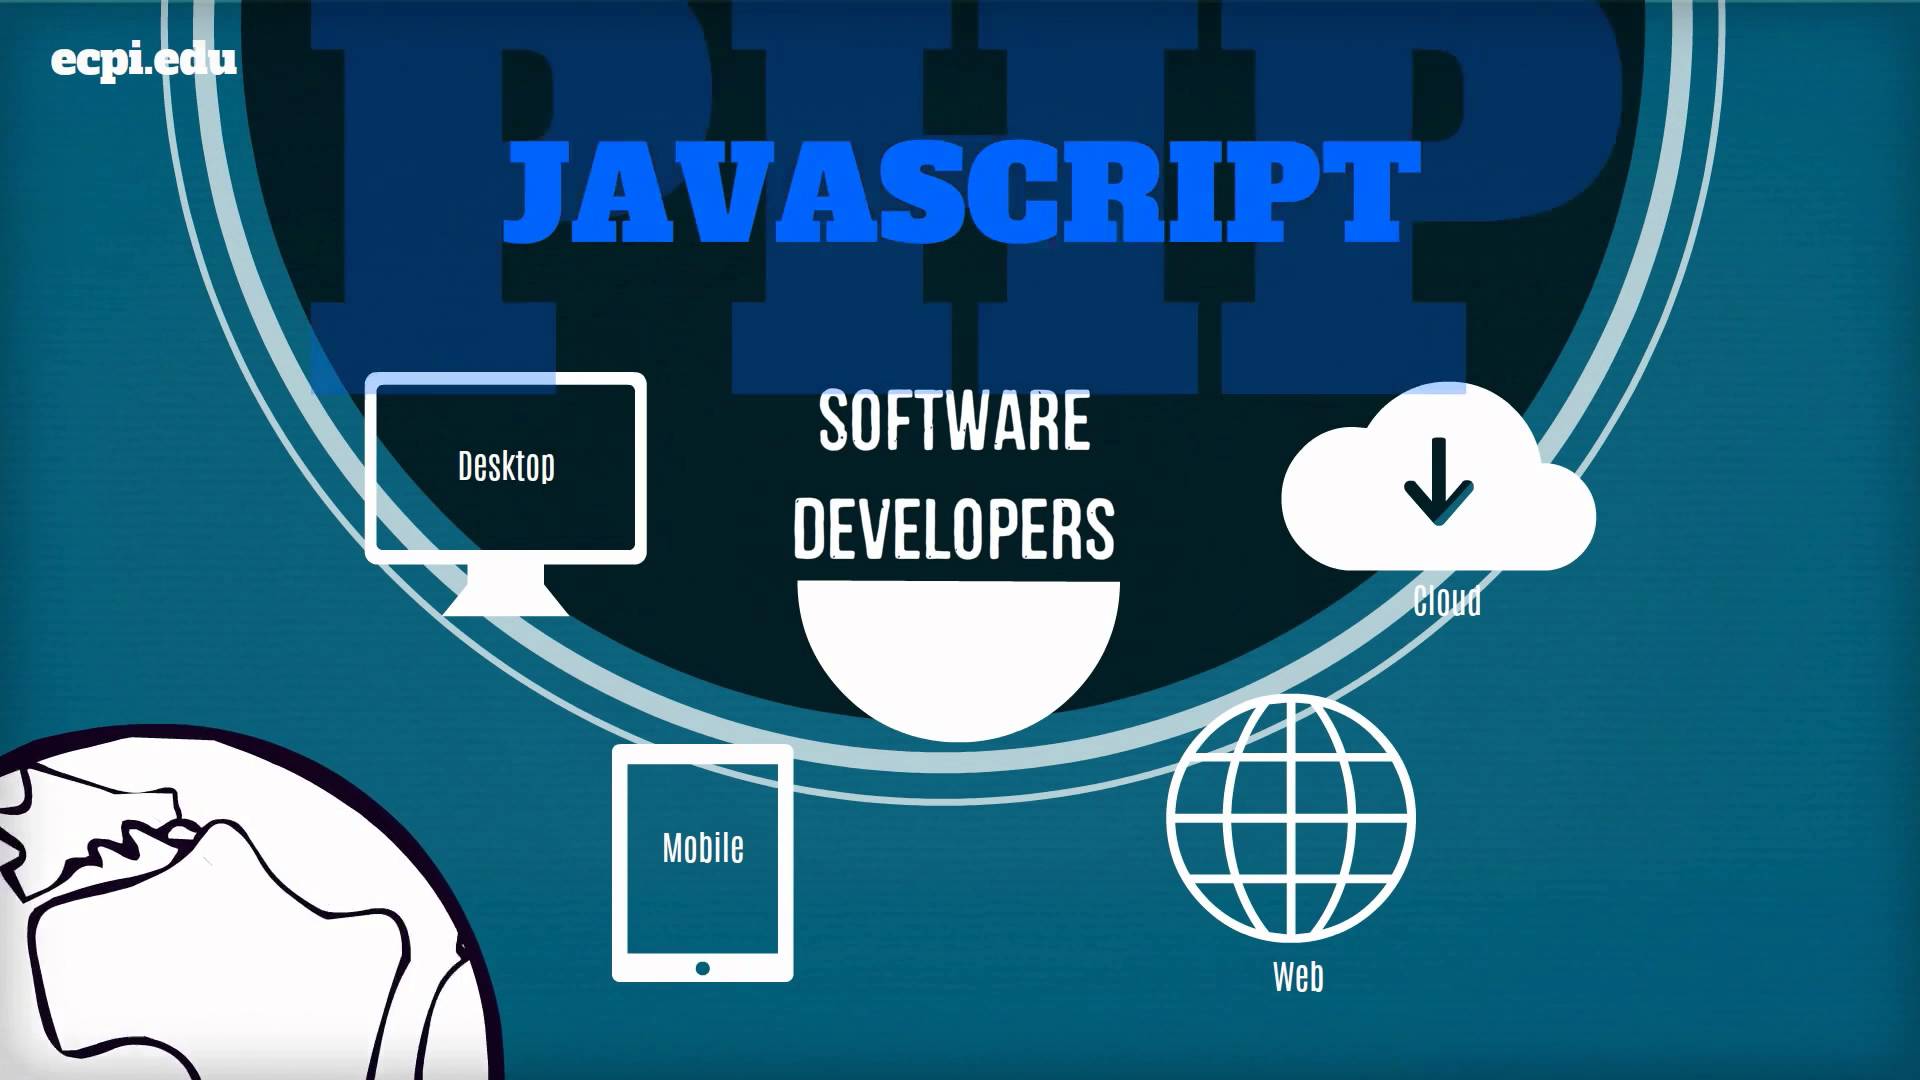 ecpi.edu
PHP
JAVASCRIPT
SOFTWARE
DEVELOPERS
Desktop
Cloud
Mobile
Web